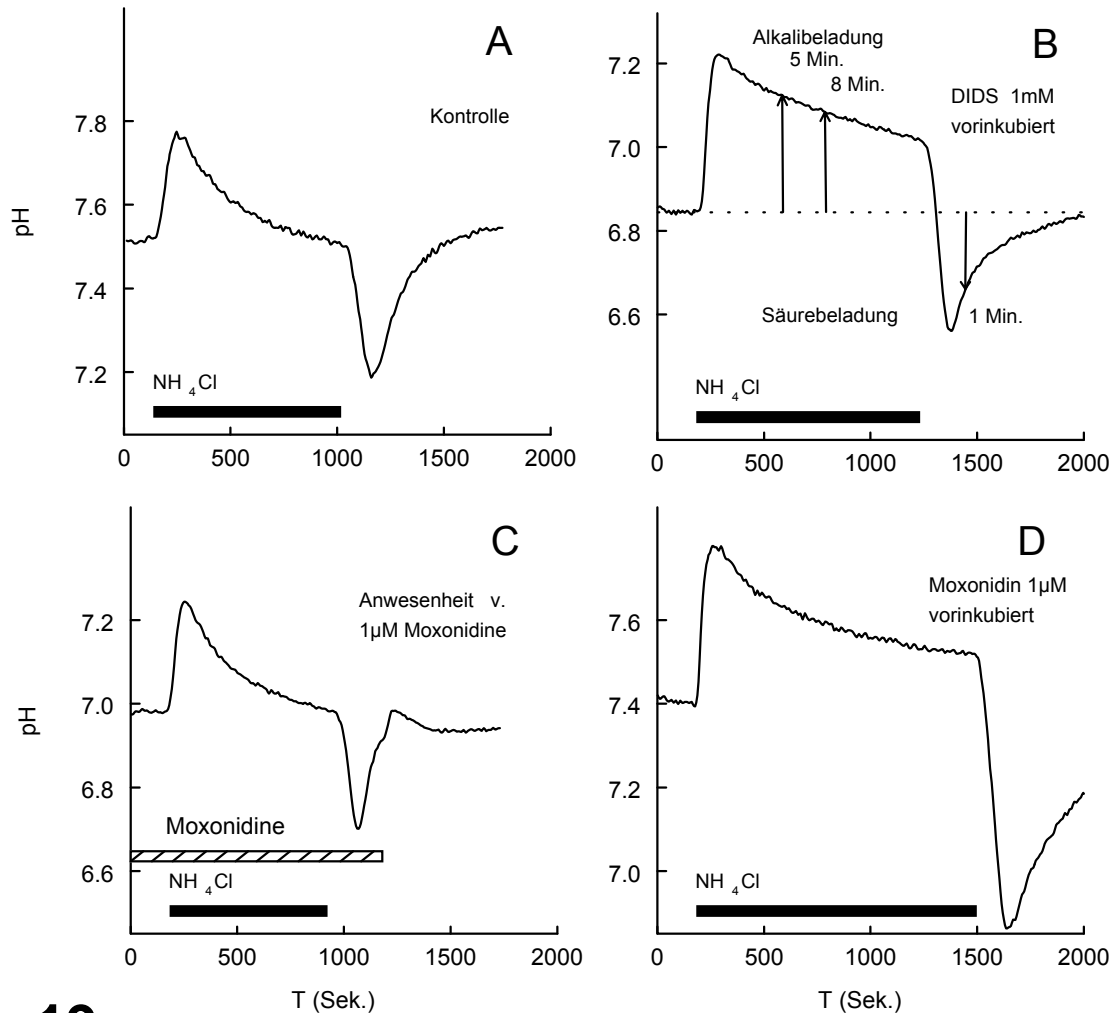 A
Kontrolle
pH
7.8
7.6
7.4
7.2
NH 4Cl
0 500 1000 1500 2000
B
Alkalibeladung
5 Min.
8 Min.
DIDS 1mM
vorinkubiert
7.2
7.0
6.8
6.6
Säurebeladung
1 Min.
NH 4Cl
0 500 1000 1500 2000
C
Anwesenheit v.
1µM Moxonidine
pH
7.2
7.0
6.8
6.6
Moxonidine
NH 4Cl
0 500 1000 1500 2000
T (Sek.)
D
Moxonidin 1µM
vorinkubiert
7.6
7.4
7.2
7.0
NH 4Cl
0 500 1000 1500 2000
T (Sek.)